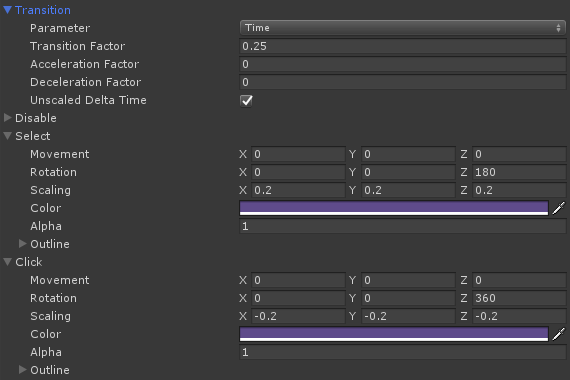 Transition
Parameter Time
Transition Factor 0.25
Acceleration Factor 0
Deceleration Factor 0
Unscaled Delta Time
Disable
Select
Movement X 0 Y 0 Z 0
Rotation X 0 Y 0 Z 180
Scaling X 0.2 Y 0.2 Z 0.2
Color
Alpha 1
Outline
Click
Movement X 0 Y 0 Z 0
Rotation X 0 Y 0 Z 360
Scaling X -0.2 Y -0.2 Z -0.2
Color
Alpha 1
Outline